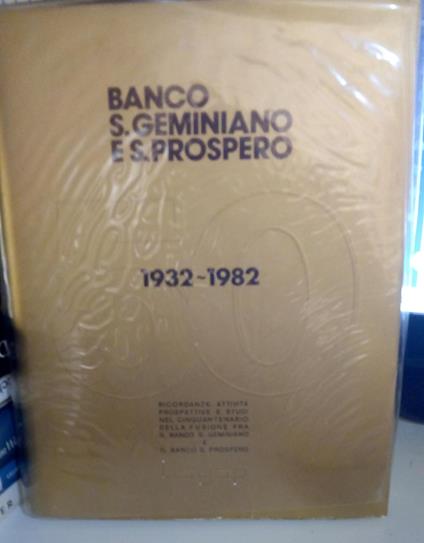 BANCO
S.GEMINIANO
E S.PROSPERO
50
1932~1982
RICORDANZE, ATTIVITÀ
PROSPETTIVE E STUDI
NEL CINQUANTENARIO
DELLA FUSIONE FRA
IL BANCO S. GEMINIANO
E
IL BANCO S. PROSPERO